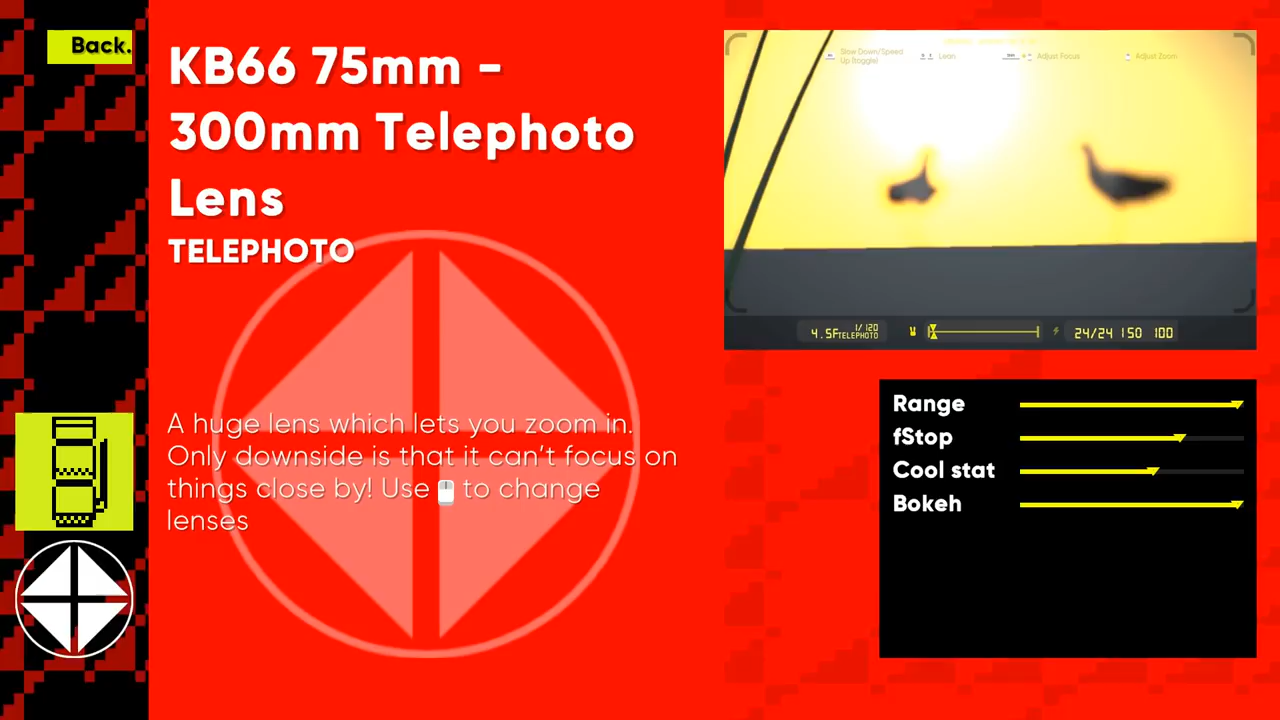 Back.
KB66 75mm -
300mm Telephoto
Lens
TELEPHOTO
A huge lens which lets you zoom in.
Only downside is that it can't focus on
things close by! Use to change
lenses
Slow Down/Speed
Up (toggle)
Lean
Adjust Focus
Adjust Zoom
4.5F
1/120
TELEPHOTO
24/24 150 100
Range
fStop
Cool stat
Bokeh